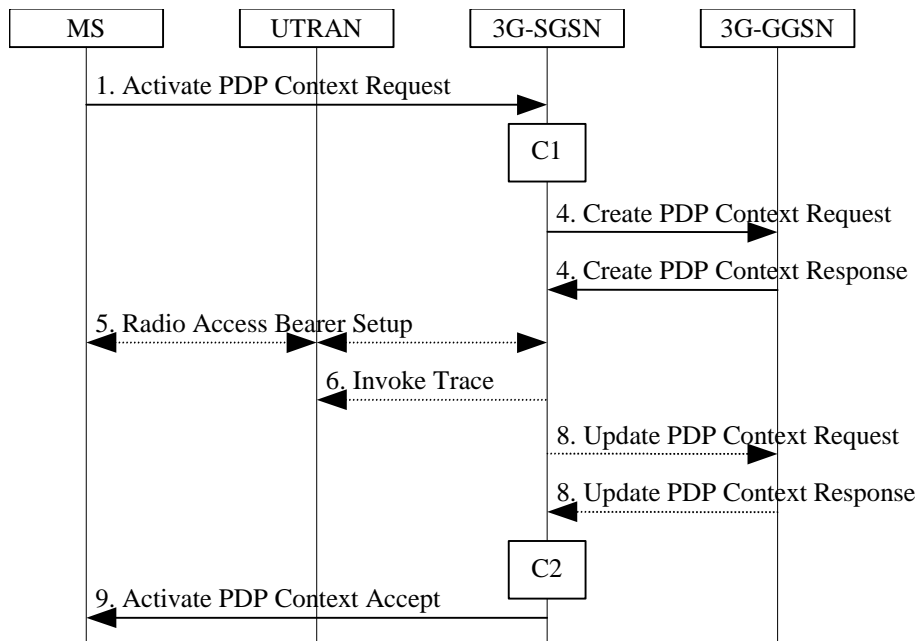 MS
UTRAN
3G-SGSN
3G-GGSN
1. Activate PDP Context Request
C1
4. Create PDP Context Request
4. Create PDP Context Response
5. Radio Access Bearer Setup
6. Invoke Trace
8. Update PDP Context Request
8. Update PDP Context Response
C2
9. Activate PDP Context Accept